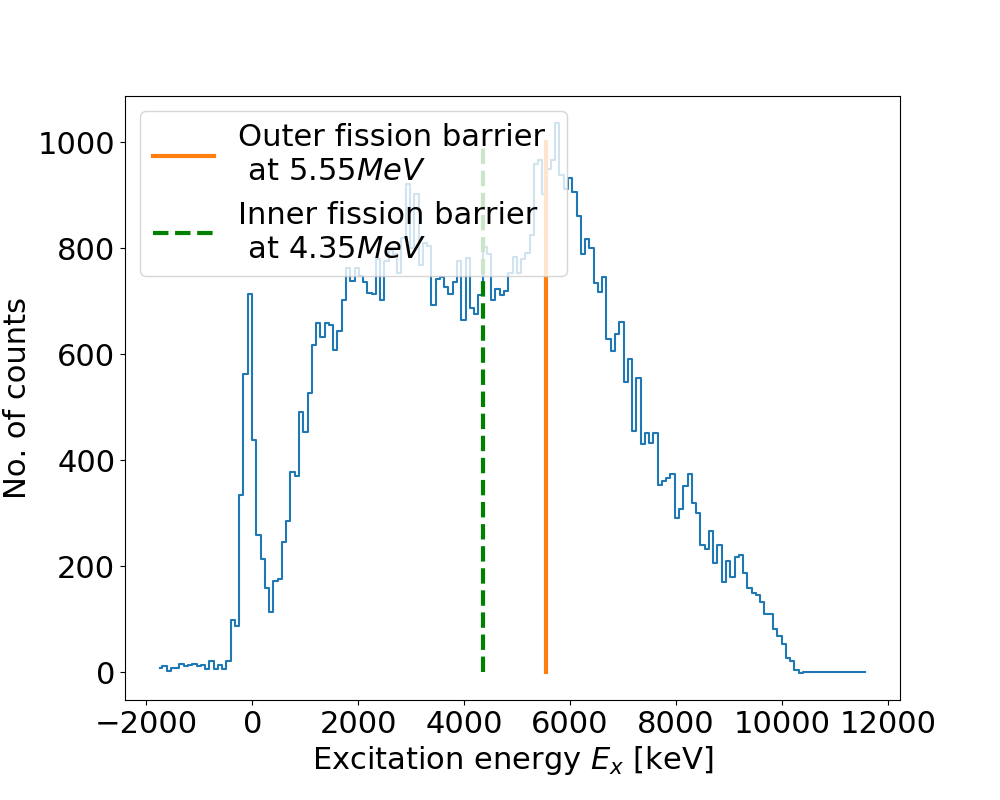 Outer fission barrier
at 5.55MeV
Inner fission barrier
at 4.35MeV
1000
800
600
400
200
0
No. of counts
−2000 0 2000 4000 6000 8000 10000 12000
Excitation energy Eₓ [keV]